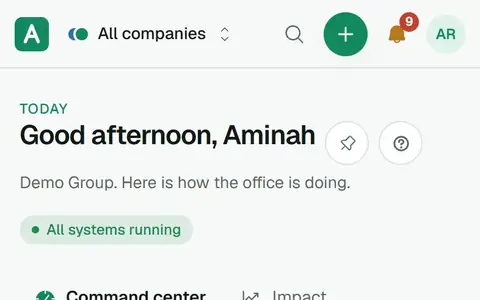 A
All companies
9
AR
TODAY
Good afternoon, Aminah
Demo Group. Here is how the office is doing.
All systems running
Command center
Impact